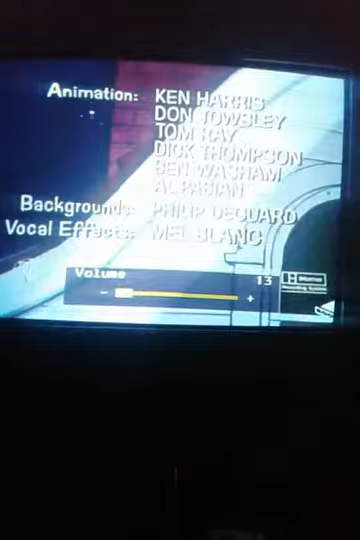 Animation: KEN HARRIS
DON TOWSLEY
TOM RAY
DICK THOMPSON
BEN WASHAM
AL PABIAN
Backgrounds: PHILIP DEGUARD
Vocal Effects: MEL BLANC
Volume 13
- +